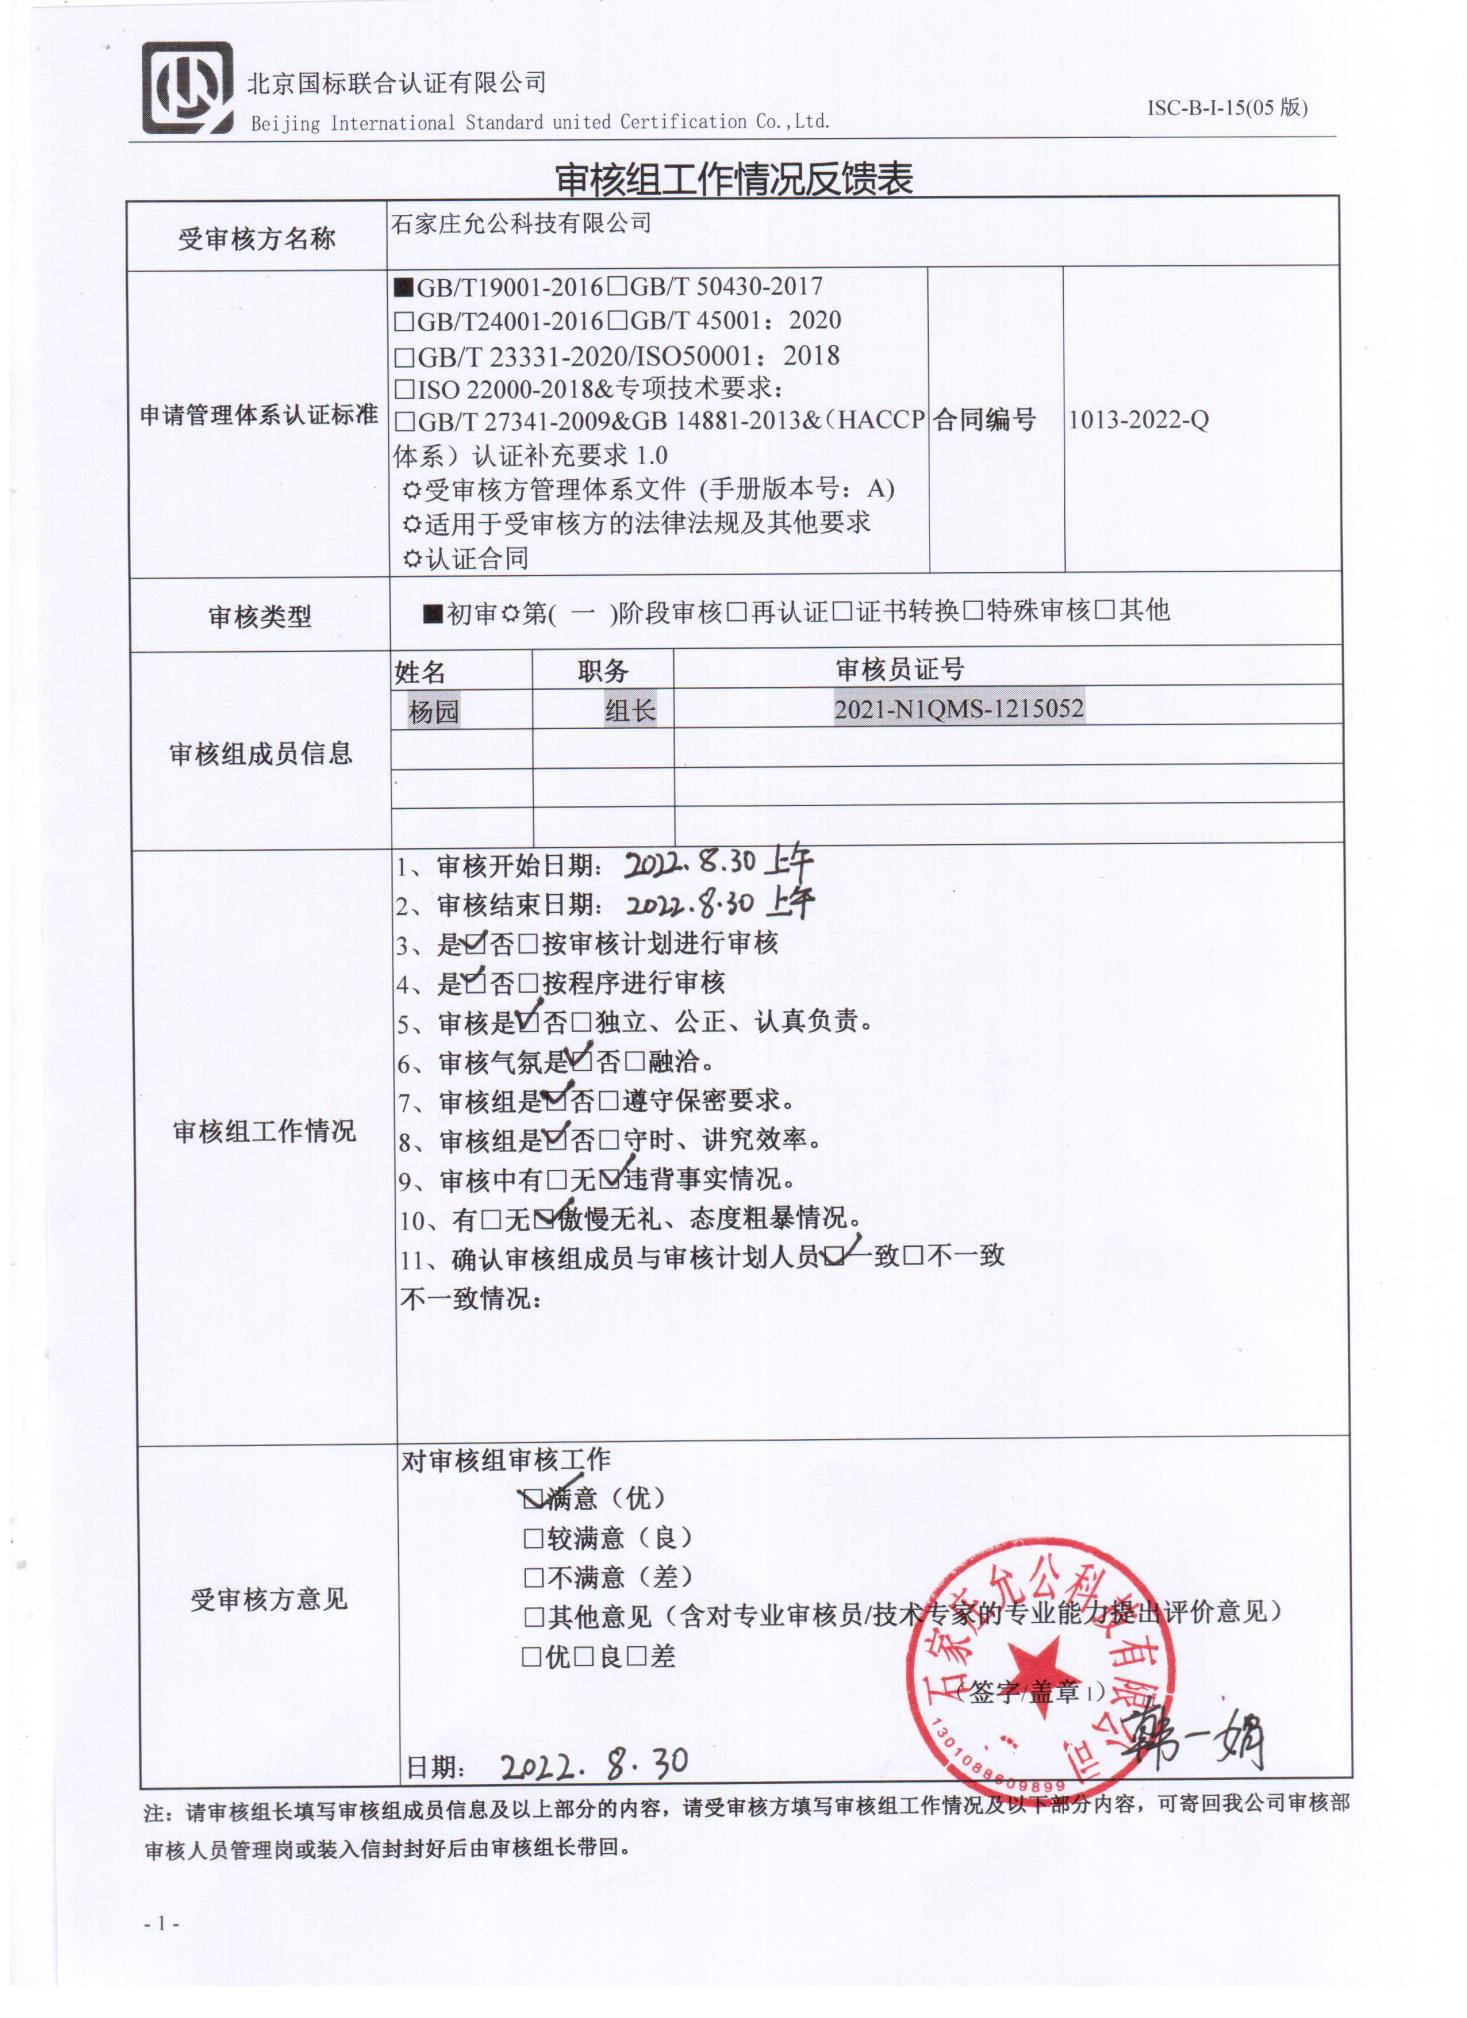 北京国标联合认证有限公司
Beijing International Standard united Certification Co.,Ltd.
ISC-B-I-15(05 版)
审核组工作情况反馈表
受审核方名称
石家庄允公科技有限公司
申请管理体系认证标准
■GB/T19001-2016□GB/T 50430-2017
□GB/T24001-2016□GB/T 45001：2020
□GB/T 23331-2020/ISO50001：2018
□ISO 22000-2018&专项技术要求：
□GB/T 27341-2009&GB 14881-2013&（HACCP
体系）认证补充要求 1.0
受审核方管理体系文件 (手册版本号：A)
适用于受审核方的法律法规及其他要求
认证合同
合同编号
1013-2022-Q
审核类型
■初审第( 一 )阶段审核□再认证□证书转换□特殊审核□其他
审核组成员信息
姓名 职务 审核员证号
杨园 组长 2021-N1QMS-1215052
审核组工作情况
1、审核开始日期：2022.8.30 上午
2、审核结束日期：2022.8.30 上午
3、是☑否□按审核计划进行审核
4、是☑否□按程序进行审核
5、审核是☑否□独立、公正、认真负责。
6、审核气氛是☑否□融洽。
7、审核组是☑否□遵守保密要求。
8、审核组是☑否□守时、讲究效率。
9、审核中有□无☑违背事实情况。
10、有□无☑傲慢无礼、态度粗暴情况。
11、确认审核组成员与审核计划人员☑一致□不一致
不一致情况：
受审核方意见
对审核组审核工作
☑满意（优）
□较满意（良）
□不满意（差）
□其他意见（含对专业审核员/技术专家的专业能力提出评价意见）
□优□良□差
（签字/盖章1）
韩一娟
石家庄允公科技有限公司
1301088609899
日期：2022.8.30
注：请审核组长填写审核组成员信息及以上部分的内容，请受审核方填写审核组工作情况及以下部分内容，可寄回我公司审核部
审核人员管理岗或装入信封封好后由审核组长带回。
- 1 -